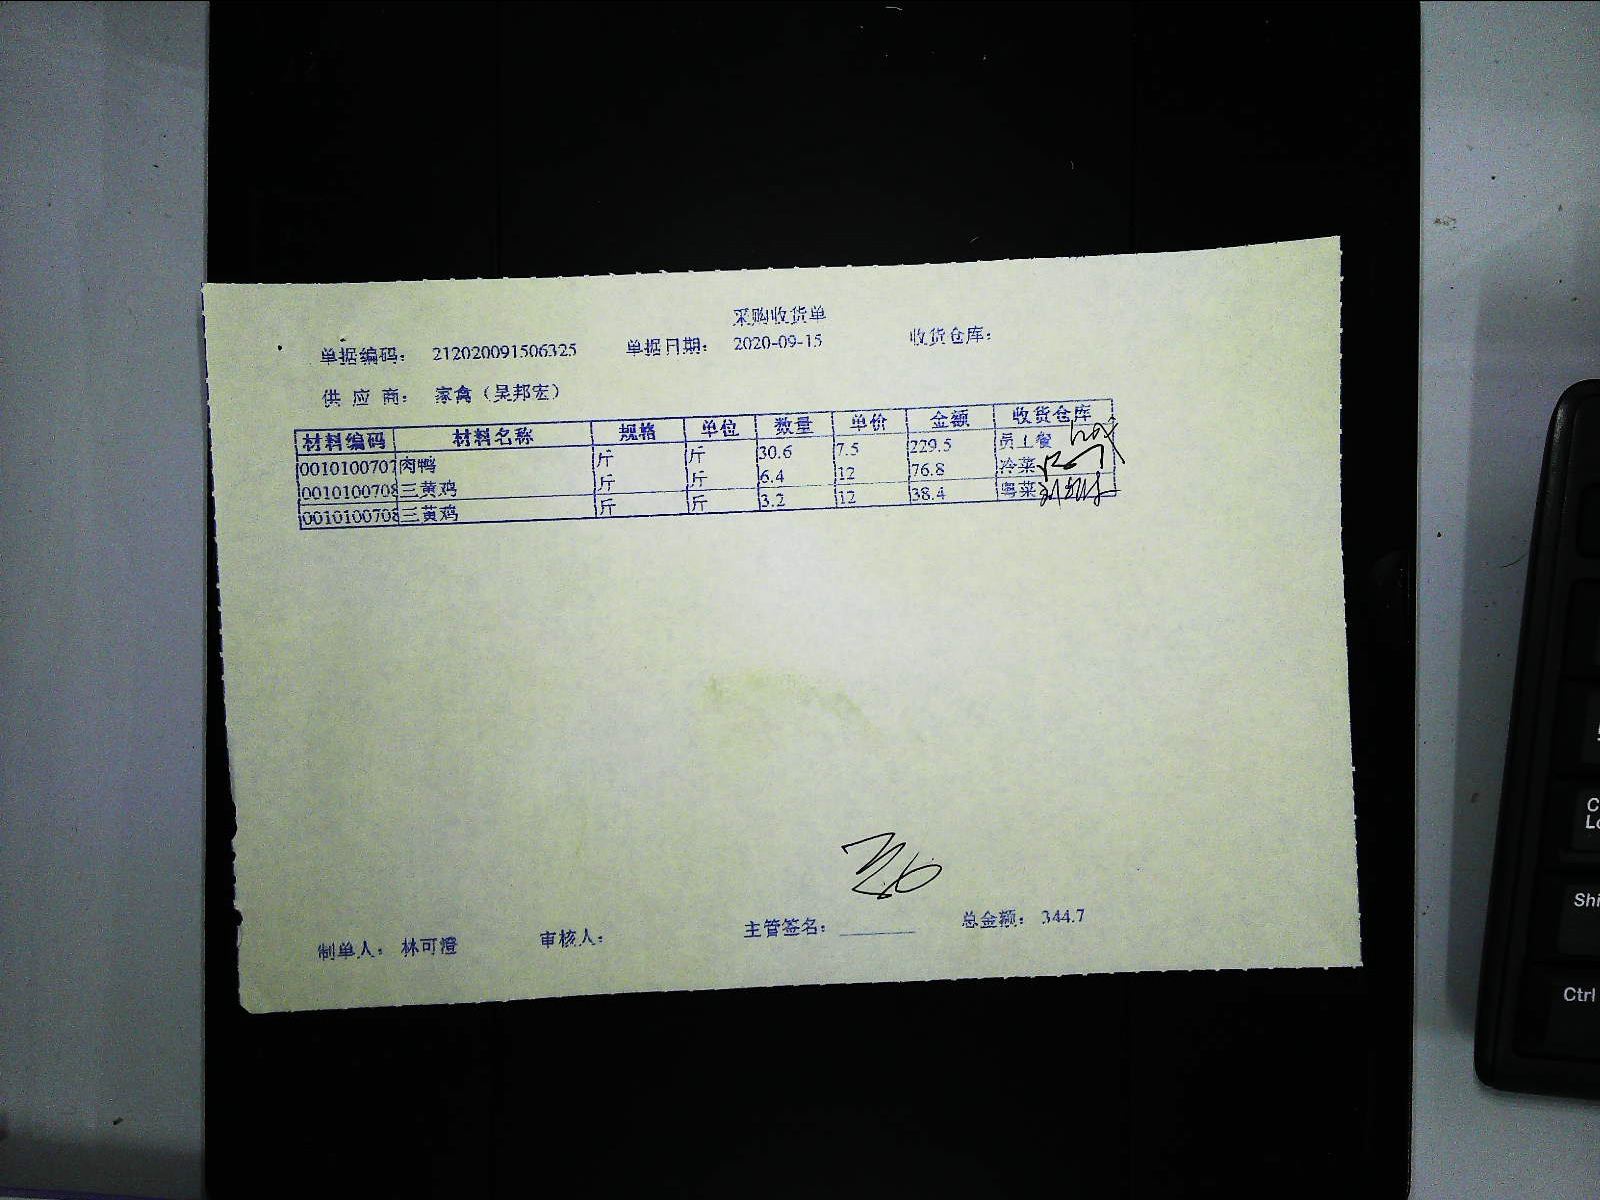 采购收货单
单据编码： 212020091506325 单据日期： 2020-09-15 收货仓库：
供 应 商： 家禽（吴邦宏）
材料编码 材料名称 规格 单位 数量 单价 金额 收货仓库
0010100707 肉鸭 斤 斤 30.6 7.5 229.5 员工餐
0010100708 三黄鸡 斤 斤 6.4 12 76.8 冷菜
0010100708 三黄鸡 斤 斤 3.2 12 38.4 粤菜
制单人： 林可澄 审核人： 主管签名： 总金额： 344.7
Shi
Ctrl